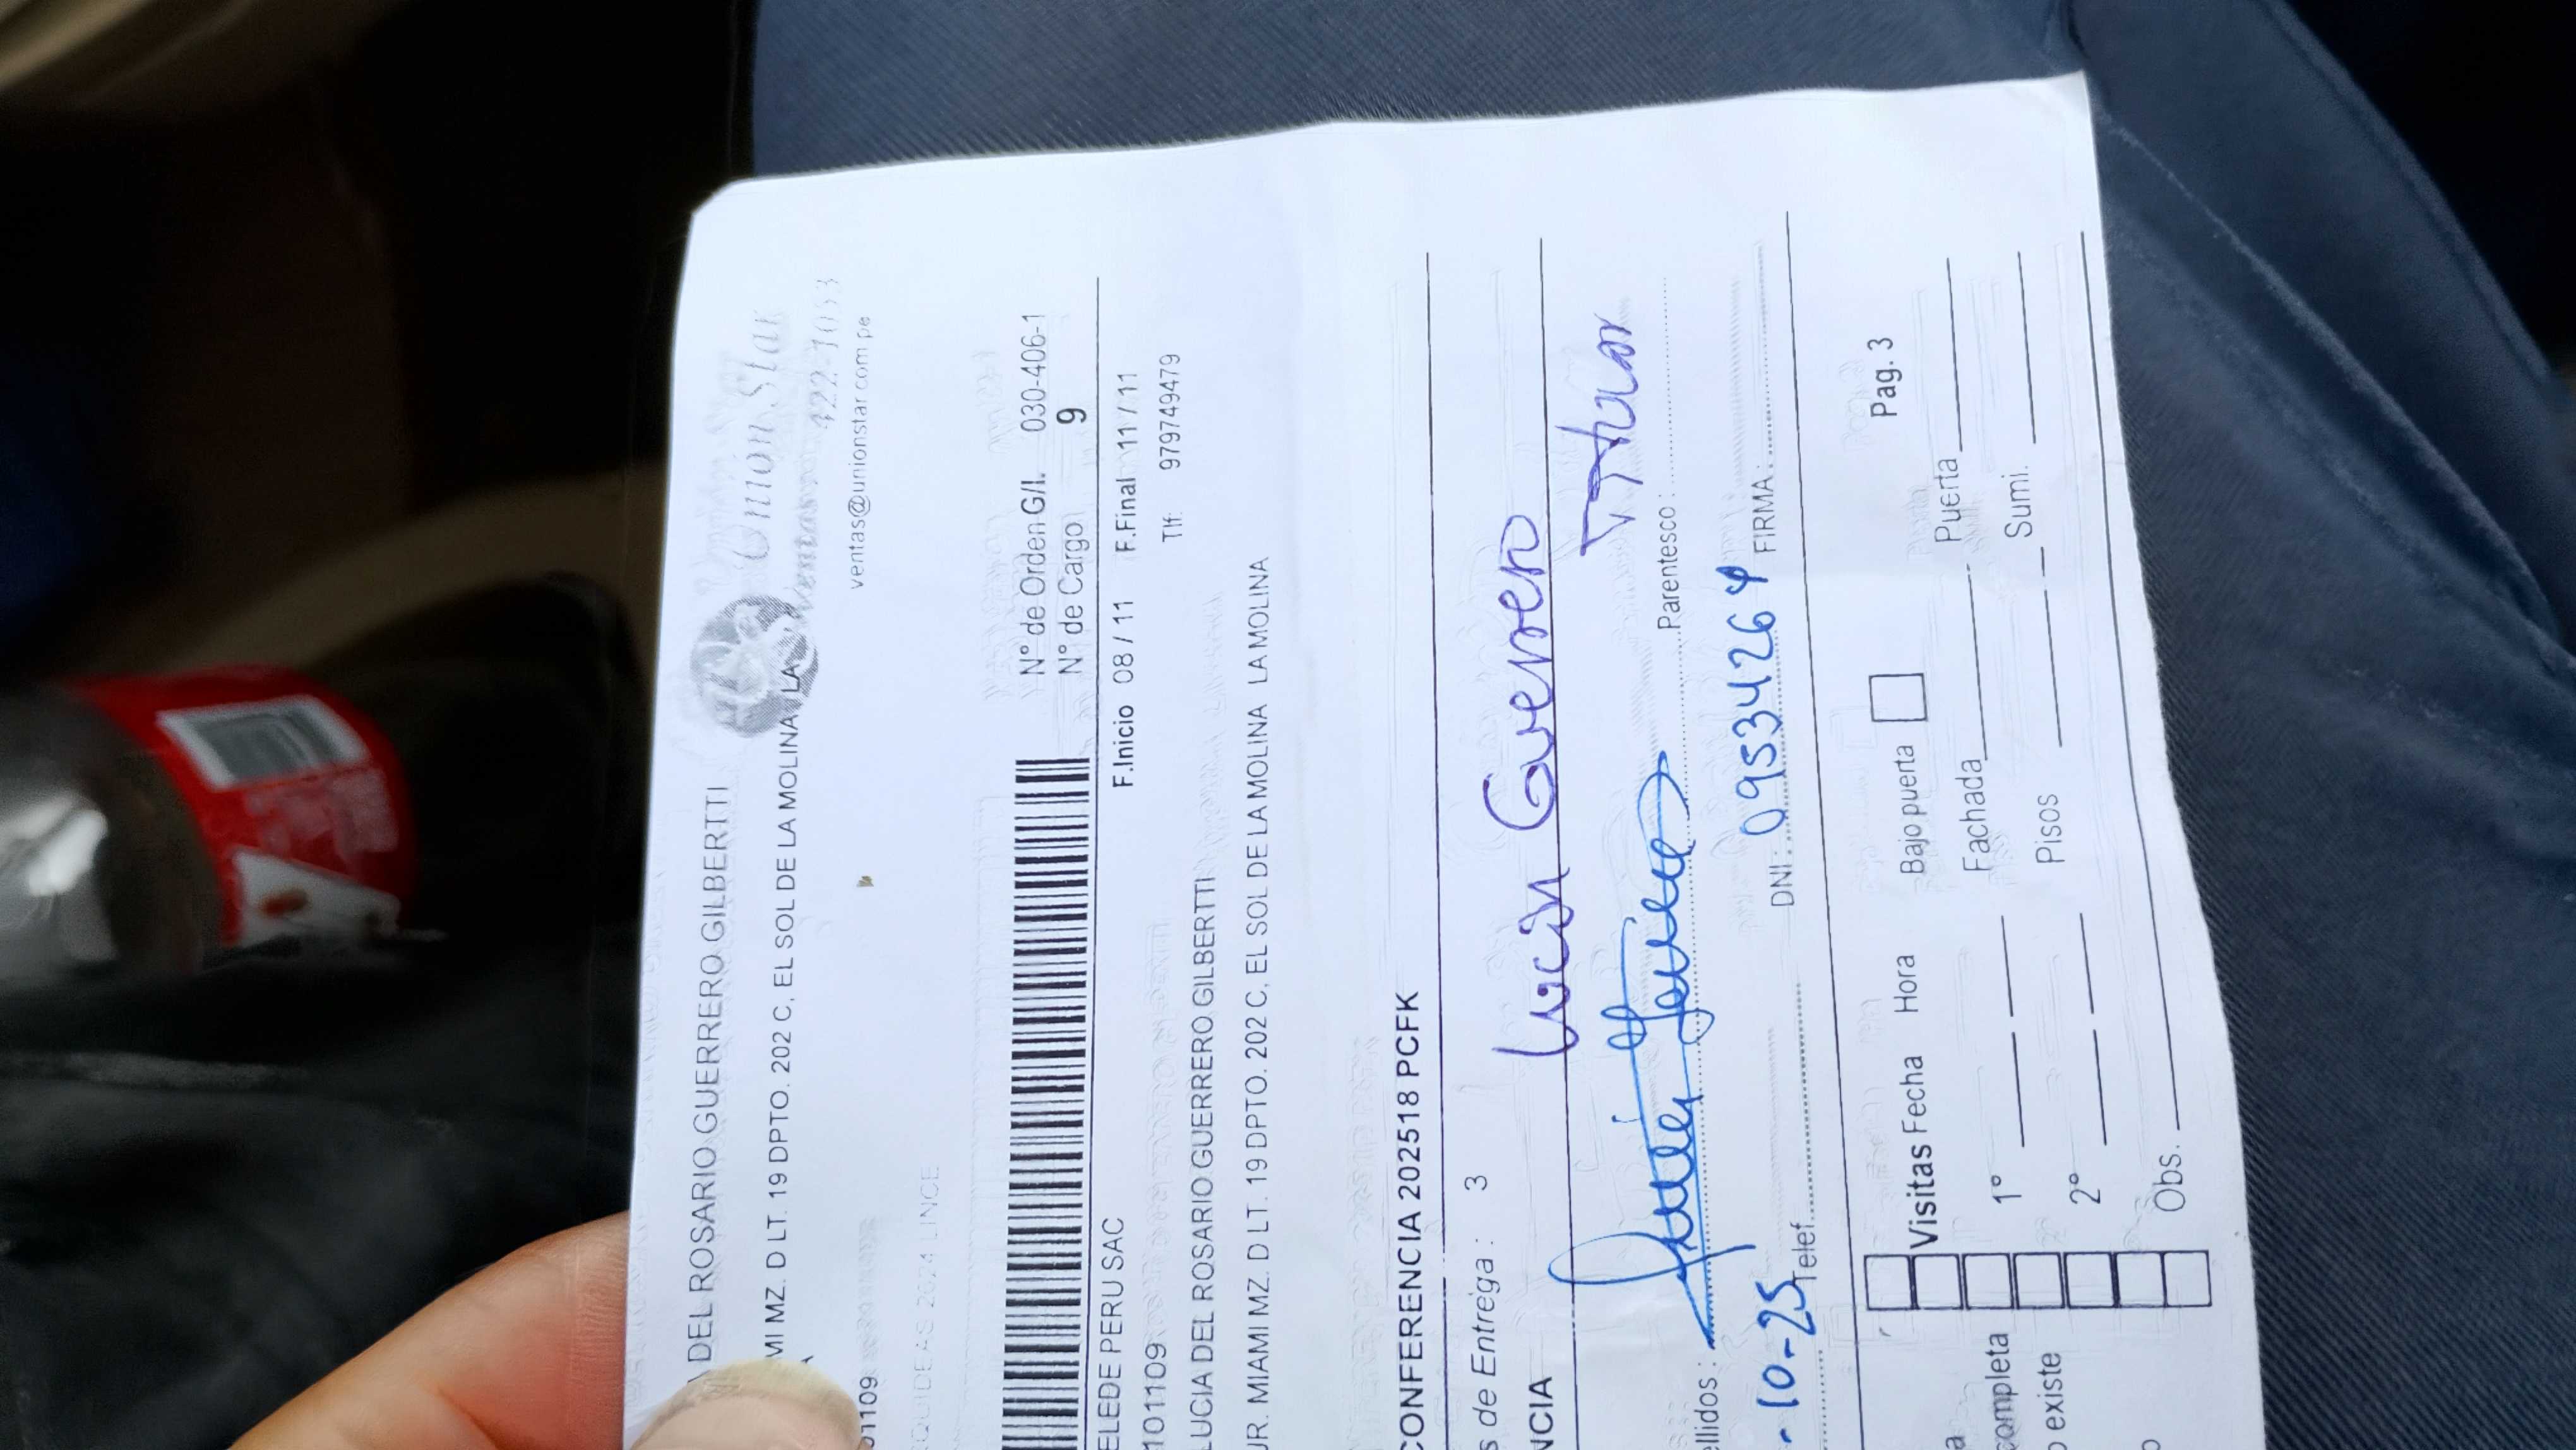 DEL ROSARIO GUERRERO GILBERTTI
Union Star
MI MZ. D LT. 19 DPTO. 202 C, EL SOL DE LA MOLINA LA
Ventas
422-1053
ventas@unionstar.com.pe
01109
2024 LINCE
N° de Orden G/I. 030-406-1
N° de Cargo 9
ELEDE PERU SAC
F.Inicio 08 / 11 F.Final 11 / 11
101109
Tlf: 979749479
LUCIA DEL ROSARIO GUERRERO GILBERTTI
UR. MIAMI MZ. D LT. 19 DPTO. 202 C, EL SOL DE LA MOLINA LA MOLINA
CONFERENCIA 202518 PCFK
s de Entrega : 3
NCIA
Lucia Guerrero
Titular
ellidos :
Parentesco :
- 10 - 25
Telef
DNI : 09534264
FIRMA :
Visitas Fecha Hora
Bajo puerta
Pag. 3
completa
1°
Fachada
Puerta
o existe
2°
Pisos
Sumi.
Obs.